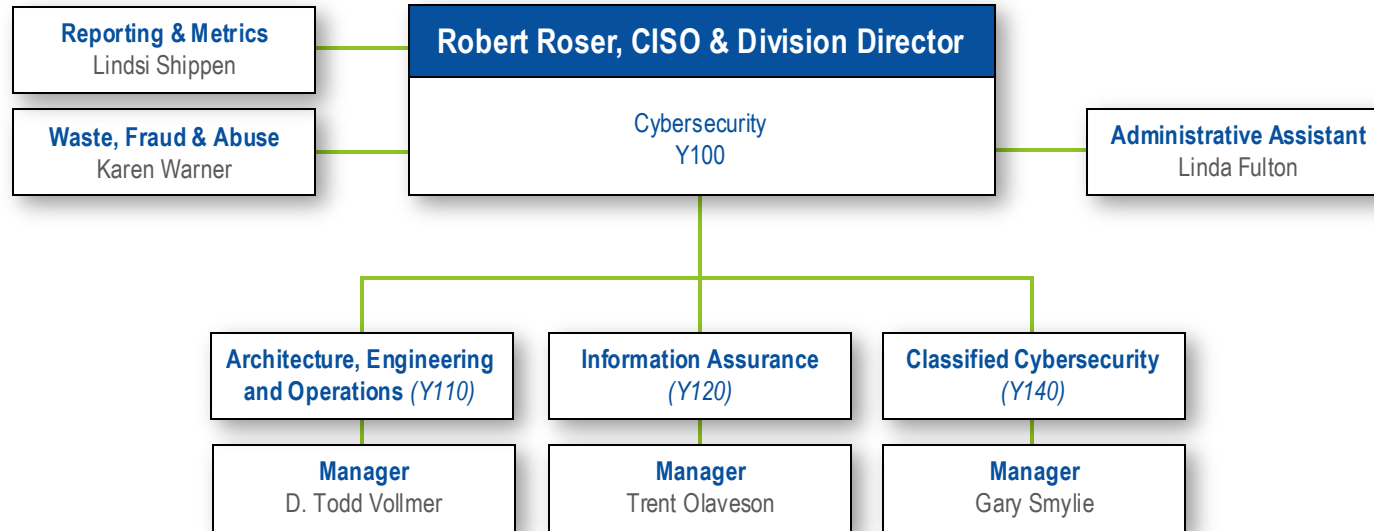 Reporting & Metrics
Lindsi Shippen
Robert Roser, CISO & Division Director
Waste, Fraud & Abuse
Karen Warner
Cybersecurity
Y100
Administrative Assistant
Linda Fulton
Architecture, Engineering
and Operations (Y110)
Information Assurance
(Y120)
Classified Cybersecurity
(Y140)
Manager
D. Todd Vollmer
Manager
Trent Olaveson
Manager
Gary Smylie